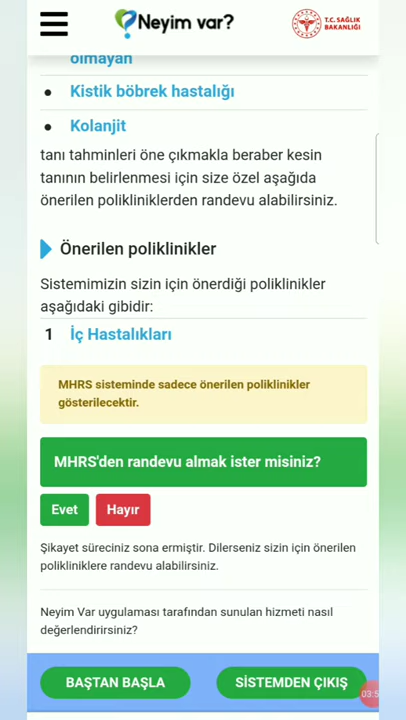 Neyim var?
T.C. SAĞLIK
BAKANLIĞI
olmayan
Kistik böbrek hastalığı
Kolanjit
tanı tahminleri öne çıkmakla beraber kesin
tanının belirlenmesi için size özel aşağıda
önerilen polikliniklerden randevu alabilirsiniz.
Önerilen poliklinikler
Sistemimizin sizin için önerdiği poliklinikler
aşağıdaki gibidir:
1 İç Hastalıkları
MHRS sisteminde sadece önerilen poliklinikler
gösterilecektir.
MHRS'den randevu almak ister misiniz?
Evet Hayır
Şikayet süreciniz sona ermiştir. Dilerseniz sizin için önerilen
polikliniklere randevu alabilirsiniz.
Neyim Var uygulaması tarafından sunulan hizmeti nasıl
değerlendirirsiniz?
BAŞTAN BAŞLA SİSTEMDEN ÇIKIŞ